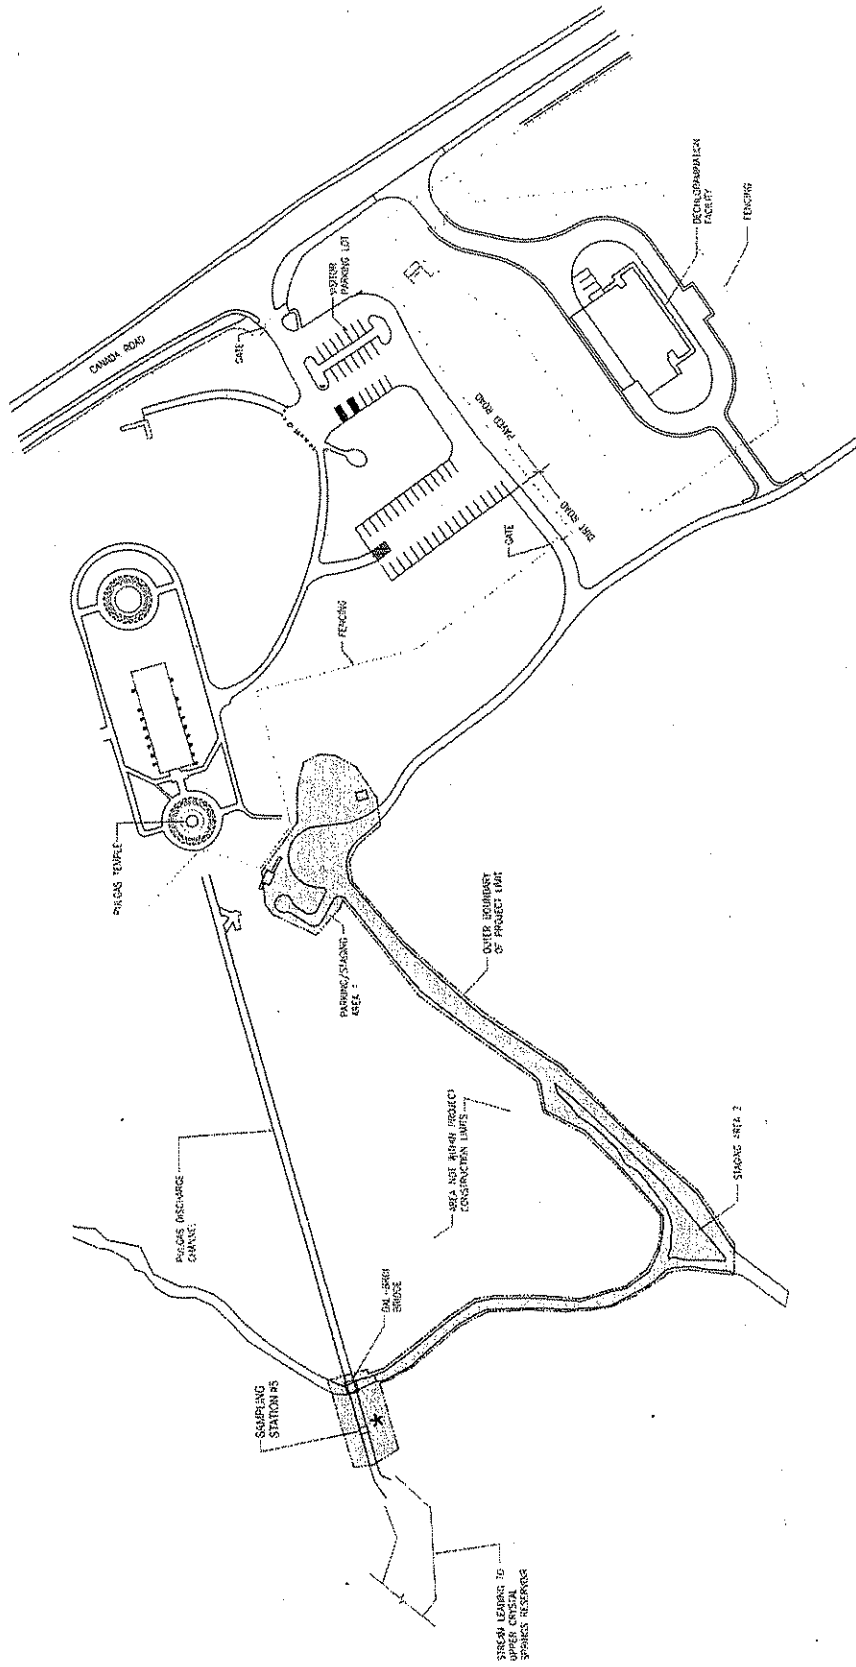 CANADA ROAD
GATE
VISITOR
PARKING LOT
DECHLORAMINATION
FACILITY
FENCING
PAVED ROAD
DIRT ROAD
GATE
FENCING
PULGAS TEMPLE
PARKING/STAGING
AREA
OUTER BOUNDARY
OF PROJECT LIMIT
AREA NOT WITHIN PROJECT
CONSTRUCTION LIMITS
STAGING AREA 2
PULGAS DISCHARGE
CHANNEL
BRIDGE
SAMPLING
STATION #5
*
STREAM LEADING TO
UPPER CRYSTAL
SPRINGS RESERVOIR